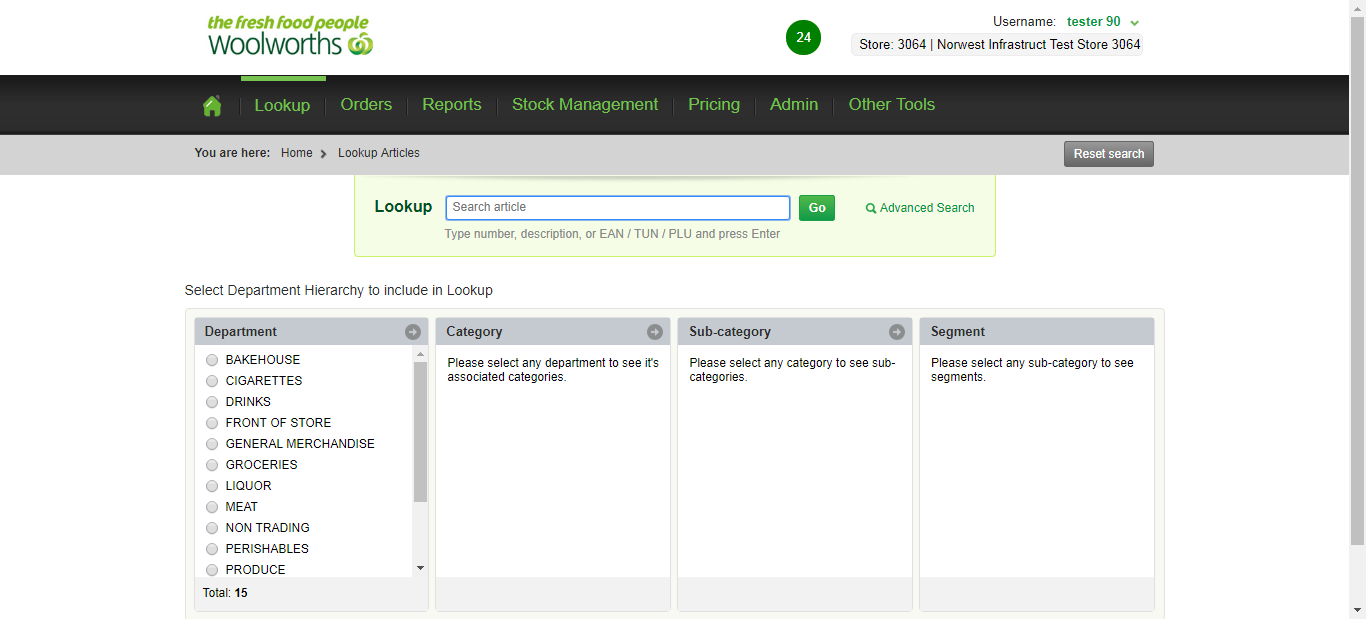 the fresh food people
Woolworths
24
Username: tester 90
Store: 3064 | Norwest Infrastruct Test Store 3064
Lookup Orders Reports Stock Management Pricing Admin Other Tools
You are here: Home Lookup Articles
Reset search
Lookup Search article Go Advanced Search
Type number, description, or EAN / TUN / PLU and press Enter
Select Department Hierarchy to include in Lookup
Department
BAKEHOUSE
CIGARETTES
DRINKS
FRONT OF STORE
GENERAL MERCHANDISE
GROCERIES
LIQUOR
MEAT
NON TRADING
PERISHABLES
PRODUCE
Total: 15
Category
Please select any department to see it's
associated categories.
Sub-category
Please select any category to see sub-
categories.
Segment
Please select any sub-category to see
segments.